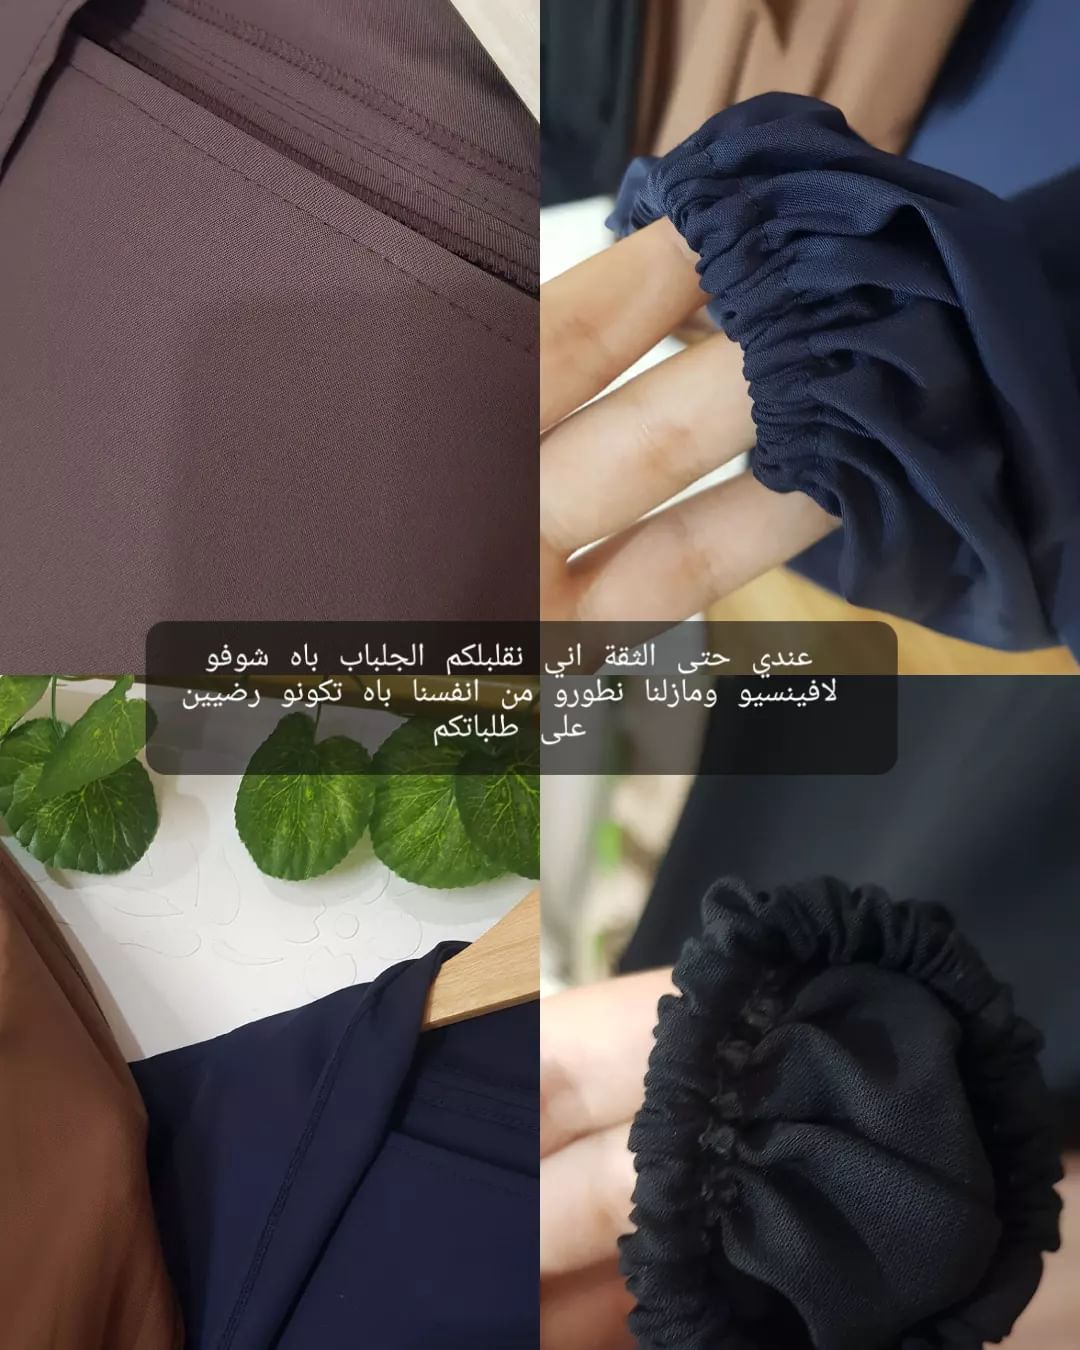 عندي حتى الثقة اني نقلبلكم الجلباب باه شوفو
لافينسيو ومازلنا نطورو من انفسنا باه تكونو رضيين
على طلباتكم